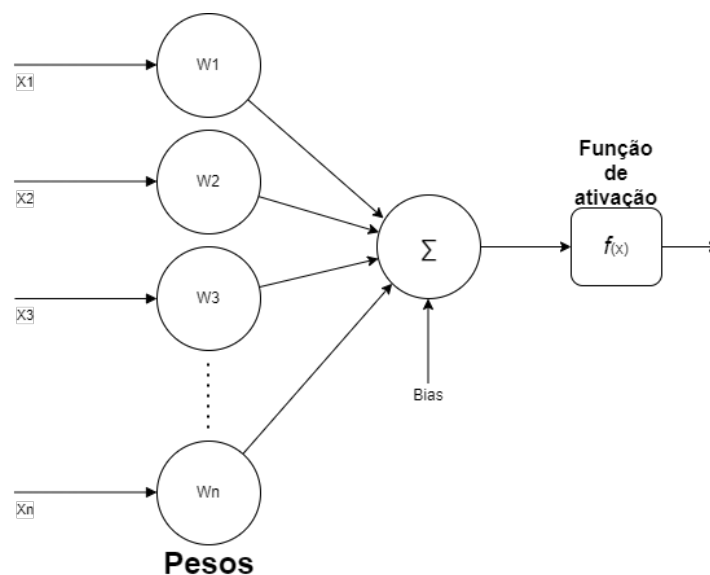 X1
W1
X2
W2
X3
W3
Xn
Wn
Pesos
∑
Bias
Função
de
ativação
f(x)